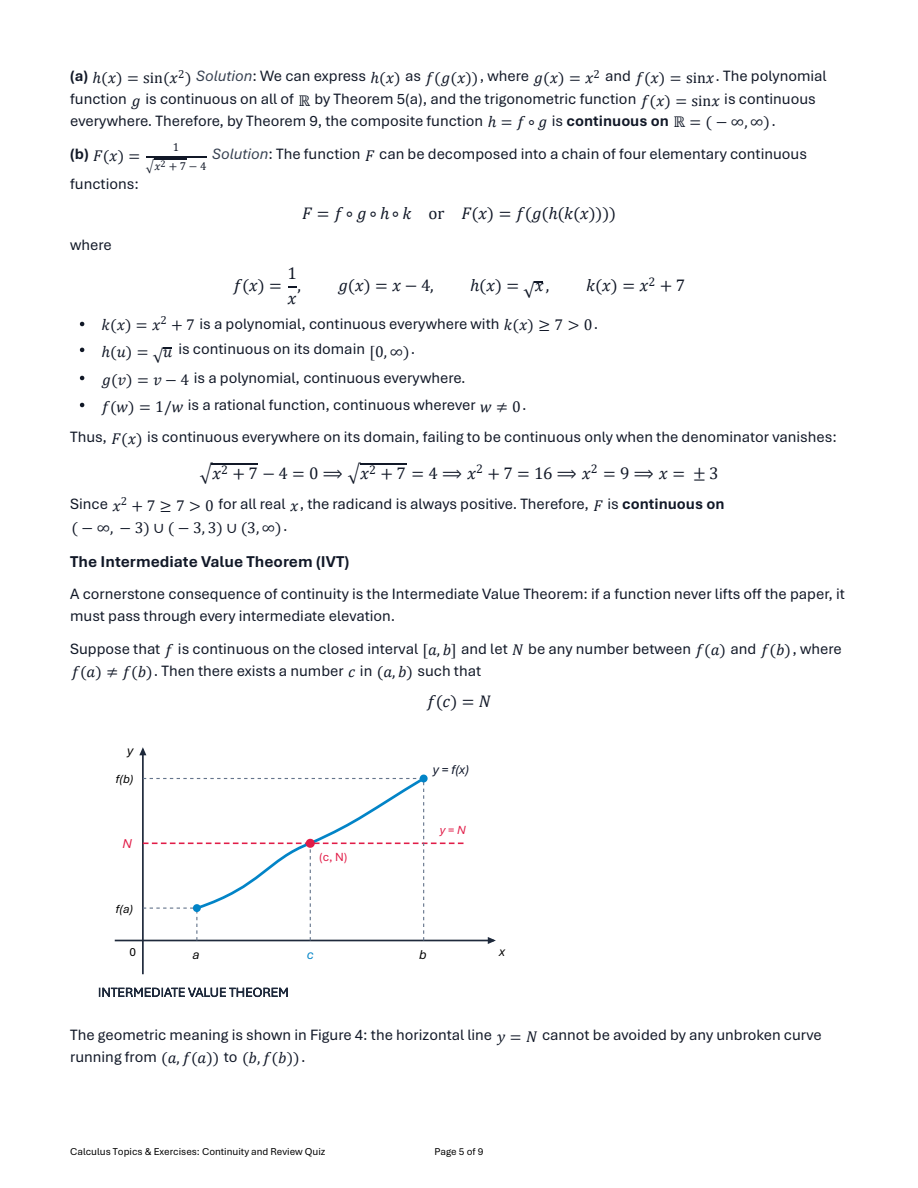 (a) h(x) = sin(x²) Solution: We can express h(x) as f(g(x)), where g(x) = x² and f(x) = sinx. The polynomial
function g is continuous on all of ℝ by Theorem 5(a), and the trigonometric function f(x) = sinx is continuous
everywhere. Therefore, by Theorem 9, the composite function h = f ∘ g is continuous on ℝ = (−∞, ∞).
(b) F(x) = 1/(√(x² + 7) − 4) Solution: The function F can be decomposed into a chain of four elementary continuous
functions:
F = f ∘ g ∘ h ∘ k or F(x) = f(g(h(k(x))))
where
f(x) = 1/x, g(x) = x − 4, h(x) = √x, k(x) = x² + 7
• k(x) = x² + 7 is a polynomial, continuous everywhere with k(x) ≥ 7 > 0.
• h(u) = √u is continuous on its domain [0, ∞).
• g(v) = v − 4 is a polynomial, continuous everywhere.
• f(w) = 1/w is a rational function, continuous wherever w ≠ 0.
Thus, F(x) is continuous everywhere on its domain, failing to be continuous only when the denominator vanishes:
√(x² + 7) − 4 = 0 ⟹ √(x² + 7) = 4 ⟹ x² + 7 = 16 ⟹ x² = 9 ⟹ x = ±3
Since x² + 7 ≥ 7 > 0 for all real x, the radicand is always positive. Therefore, F is continuous on
(−∞, −3) ∪ (−3, 3) ∪ (3, ∞).
The Intermediate Value Theorem (IVT)
A cornerstone consequence of continuity is the Intermediate Value Theorem: if a function never lifts off the paper, it
must pass through every intermediate elevation.
Suppose that f is continuous on the closed interval [a, b] and let N be any number between f(a) and f(b), where
f(a) ≠ f(b). Then there exists a number c in (a, b) such that
f(c) = N
y
f(b)
y = f(x)
y = N
N
(c, N)
f(a)
0
a
c
b
x
INTERMEDIATE VALUE THEOREM
The geometric meaning is shown in Figure 4: the horizontal line y = N cannot be avoided by any unbroken curve
running from (a, f(a)) to (b, f(b)).
Calculus Topics & Exercises: Continuity and Review Quiz Page 5 of 9